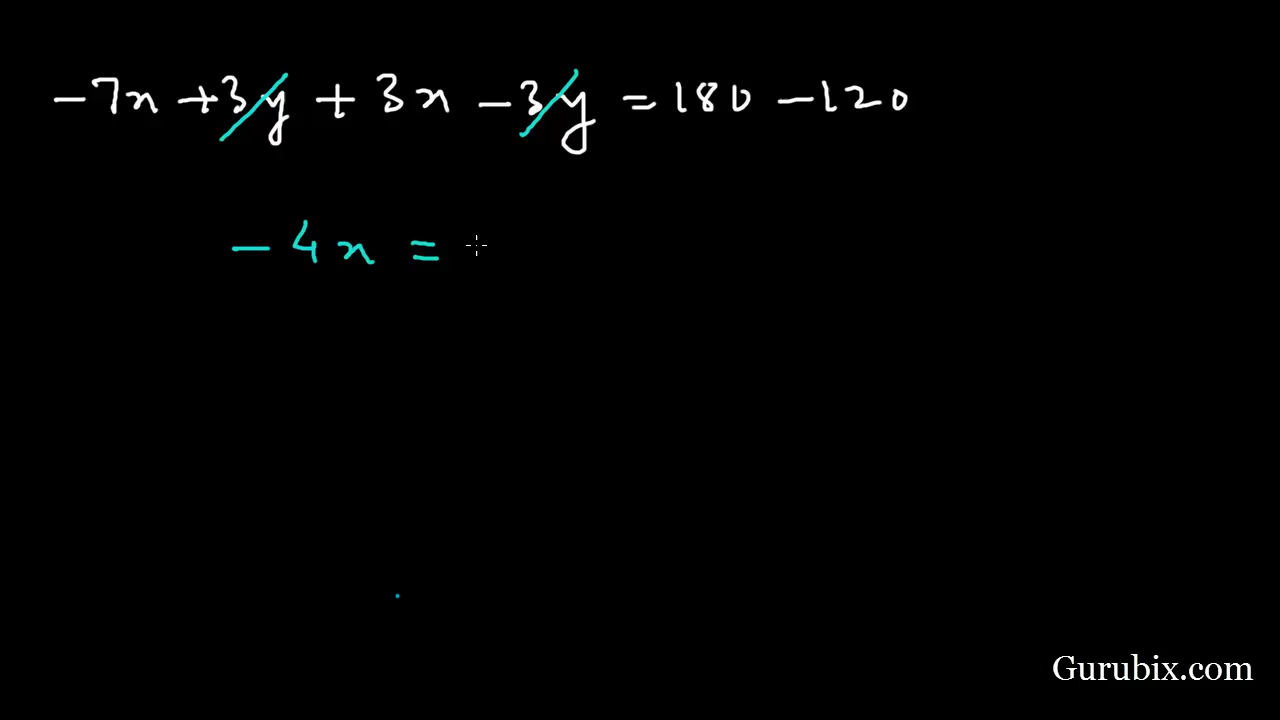 -7x +3y + 3x - 3y = 180 - 120
- 4x =
Gurubix.com